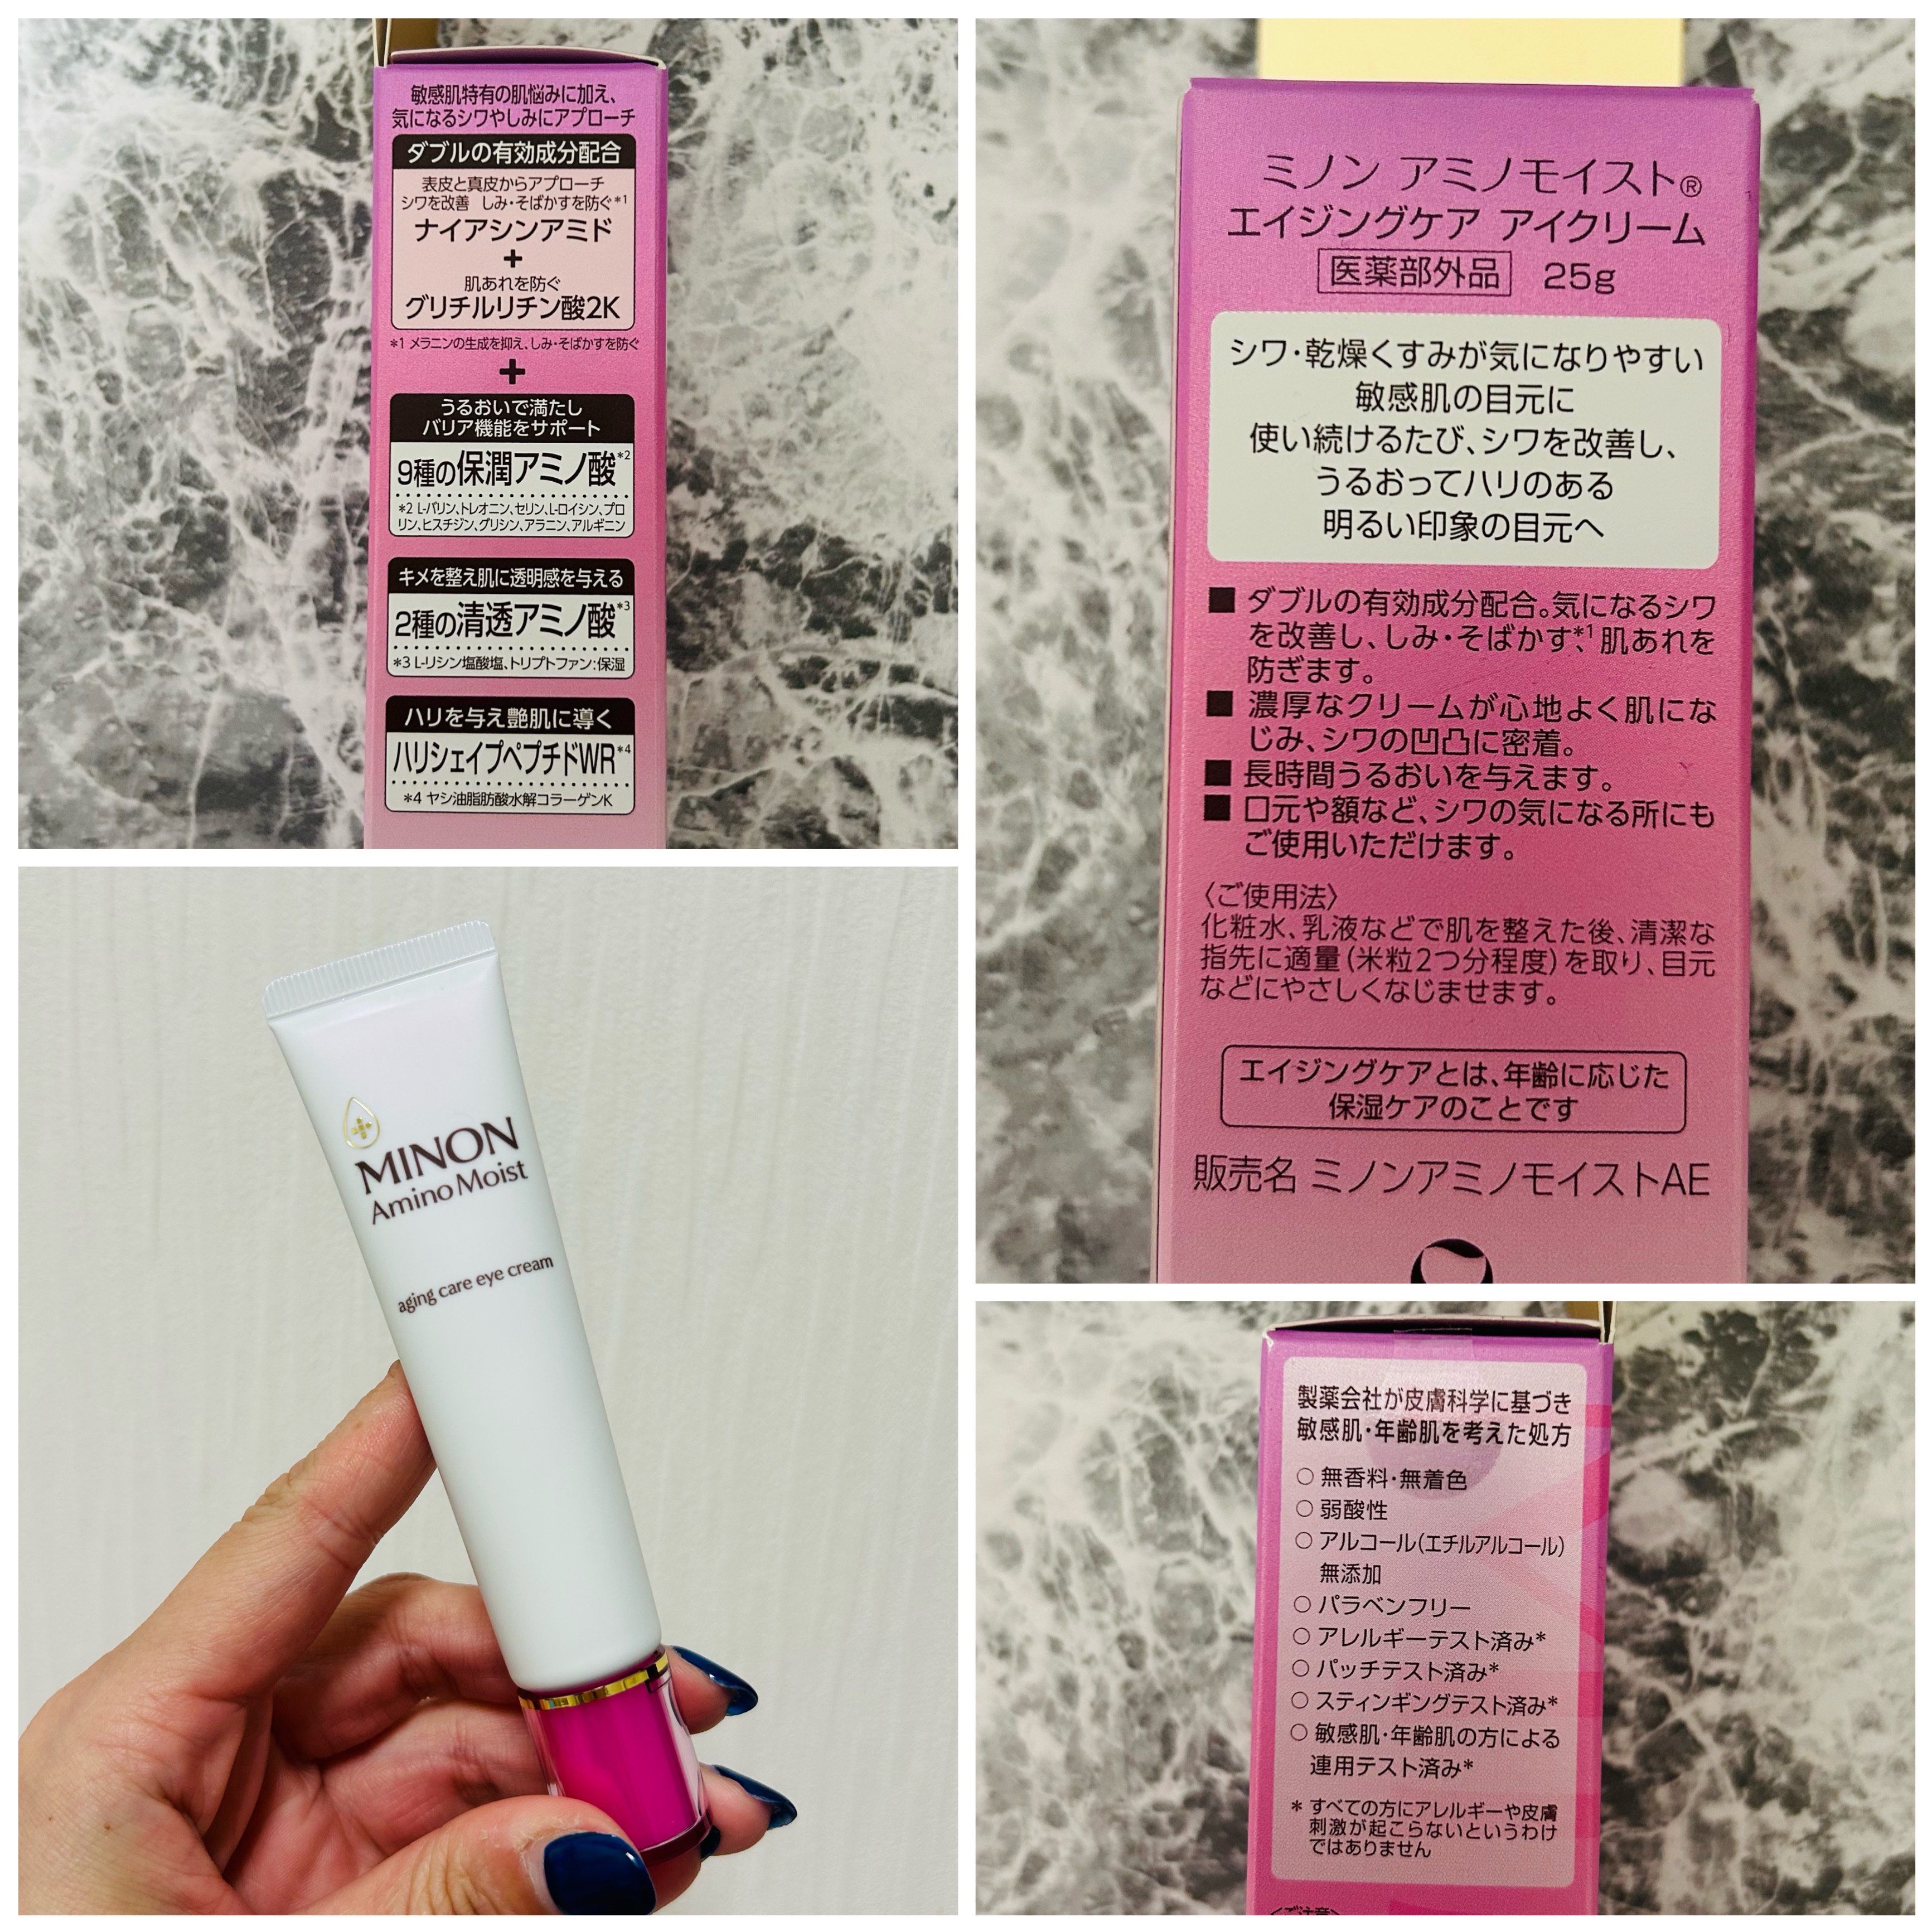 敏感肌特有の肌悩みに加え、
気になるシワやしみにアプローチ
ダブルの有効成分配合
表皮と真皮からアプローチ
シワを改善 しみ・そばかすを防ぐ*1
ナイアシンアミド
+
肌あれを防ぐ
グリチルリチン酸2K
*1 メラニンの生成を抑え、しみ・そばかすを防ぐ
+
うるおいで満たし
バリア機能をサポート
9種の保潤アミノ酸*2
*2 L-バリン、トレオニン、セリン、L-ロイシン、プロ
リン、ヒスチジン、グリシン、アラニン、アルギニン
キメを整え肌に透明感を与える
2種の清透アミノ酸*3
*3 L-リシン塩酸塩、トリプトファン:保湿
ハリを与え艶肌に導く
ハリシェイプペプチドWR*4
*4 ヤシ油脂肪酸水解コラーゲンK
ミノン アミノモイスト®
エイジングケア アイクリーム
医薬部外品 25g
シワ・乾燥くすみが気になりやすい
敏感肌の目元に
使い続けるたび、シワを改善し、
うるおってハリのある
明るい印象の目元へ
■ ダブルの有効成分配合。気になるシワ
を改善し、しみ・そばかす*1、肌あれを
防ぎます。
■ 濃厚なクリームが心地よく肌にな
じみ、シワの凹凸に密着。
■ 長時間うるおいを与えます。
■ 口元や額など、シワの気になる所にも
ご使用いただけます。
〈ご使用法〉
化粧水、乳液などで肌を整えた後、清潔な
指先に適量(米粒2つ分程度)を取り、目元
などにやさしくなじませます。
エイジングケアとは、年齢に応じた
保湿ケアのことです
販売名 ミノンアミノモイストAE
MINON
Amino Moist
aging care eye cream
製薬会社が皮膚科学に基づき
敏感肌・年齢肌を考えた処方
○ 無香料・無着色
○ 弱酸性
○ アルコール(エチルアルコール)
無添加
○ パラベンフリー
○ アレルギーテスト済み*
○ パッチテスト済み*
○ スティンギングテスト済み*
○ 敏感肌・年齢肌の方による
連用テスト済み*
* すべての方にアレルギーや皮膚
刺激が起こらないというわけ
ではありません
〈ご注意〉